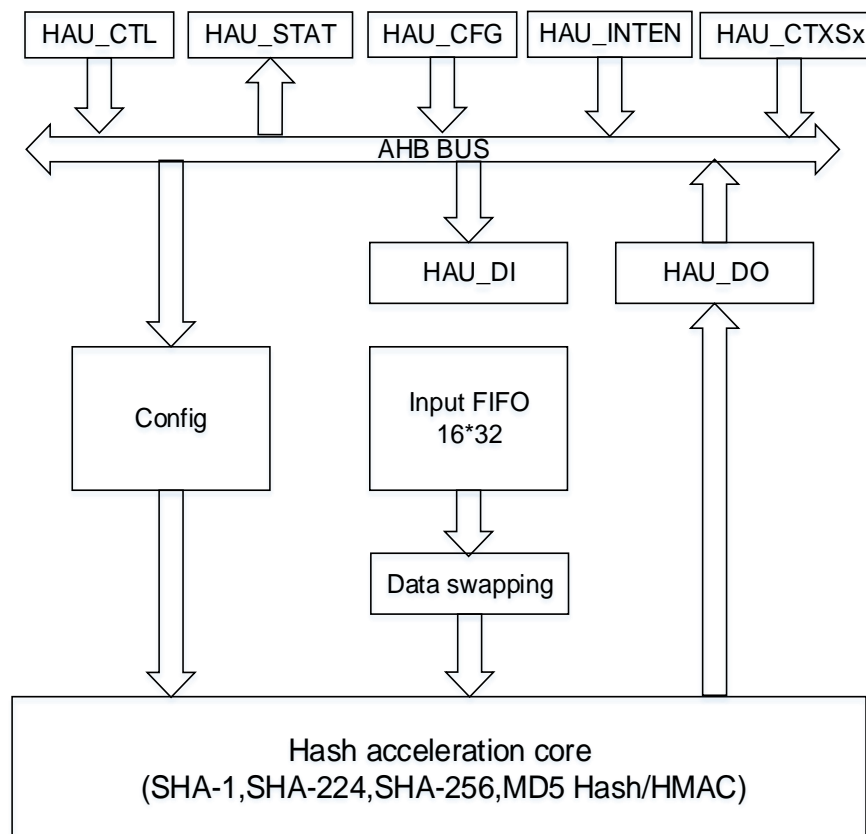 HAU_CTL
HAU_STAT
HAU_CFG
HAU_INTEN
HAU_CTXSx
AHB BUS
HAU_DI
HAU_DO
Config
Input FIFO
16*32
Data swapping
Hash acceleration core
(SHA-1,SHA-224,SHA-256,MD5 Hash/HMAC)